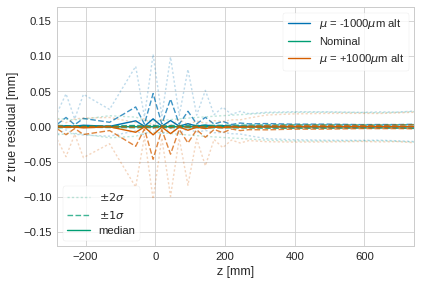 0.15
0.10
0.05
0.00
−0.05
−0.10
−0.15
z true residual [mm]
μ = -1000μm alt
Nominal
μ = +1000μm alt
±2σ
±1σ
median
−200
0
200
400
600
z [mm]